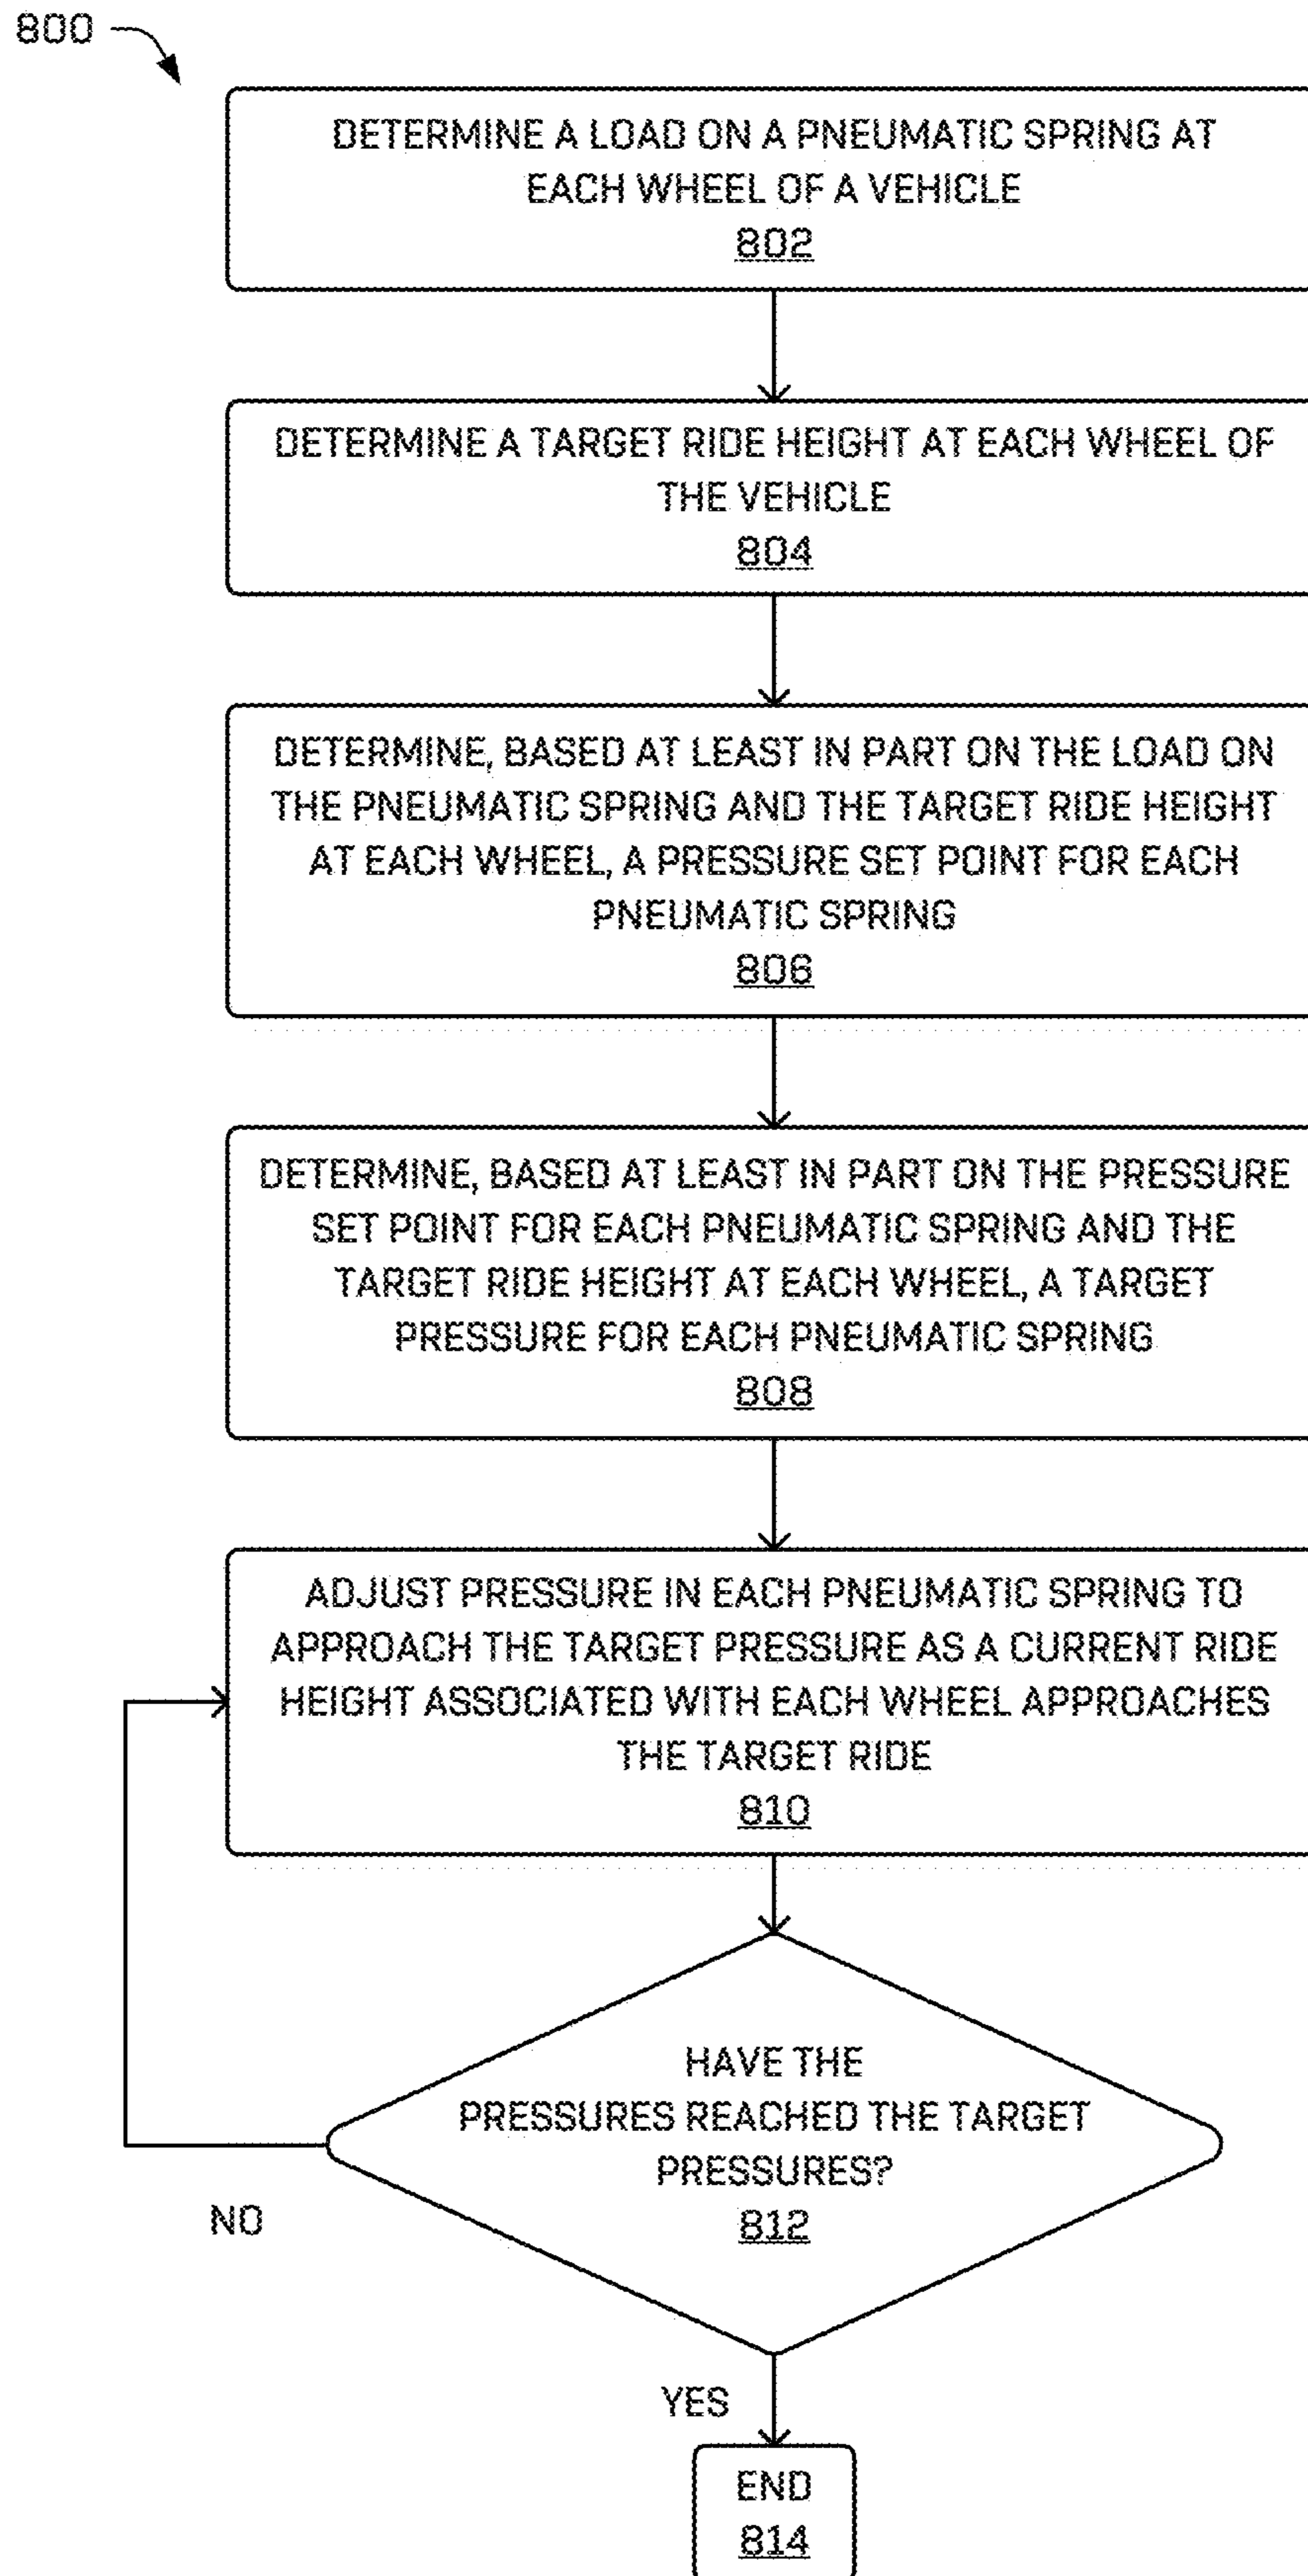 800
DETERMINE A LOAD ON A PNEUMATIC SPRING AT
EACH WHEEL OF A VEHICLE
802
DETERMINE A TARGET RIDE HEIGHT AT EACH WHEEL OF
THE VEHICLE
804
DETERMINE, BASED AT LEAST IN PART ON THE LOAD ON
THE PNEUMATIC SPRING AND THE TARGET RIDE HEIGHT
AT EACH WHEEL, A PRESSURE SET POINT FOR EACH
PNEUMATIC SPRING
806
DETERMINE, BASED AT LEAST IN PART ON THE PRESSURE
SET POINT FOR EACH PNEUMATIC SPRING AND THE
TARGET RIDE HEIGHT AT EACH WHEEL, A TARGET
PRESSURE FOR EACH PNEUMATIC SPRING
808
ADJUST PRESSURE IN EACH PNEUMATIC SPRING TO
APPROACH THE TARGET PRESSURE AS A CURRENT RIDE
HEIGHT ASSOCIATED WITH EACH WHEEL APPROACHES
THE TARGET RIDE
810
HAVE THE
PRESSURES REACHED THE TARGET
PRESSURES?
812
NO
YES
END
814